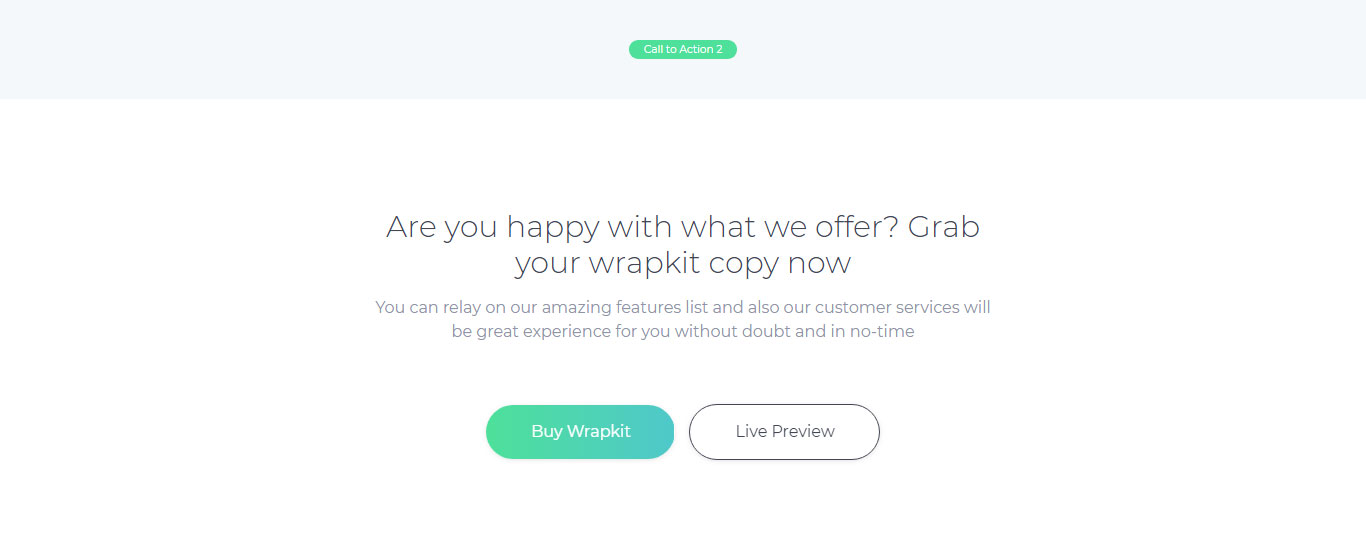 Call to Action 2
Are you happy with what we offer? Grab
your wrapkit copy now
You can relay on our amazing features list and also our customer services will
be great experience for you without doubt and in no-time
Buy Wrapkit
Live Preview